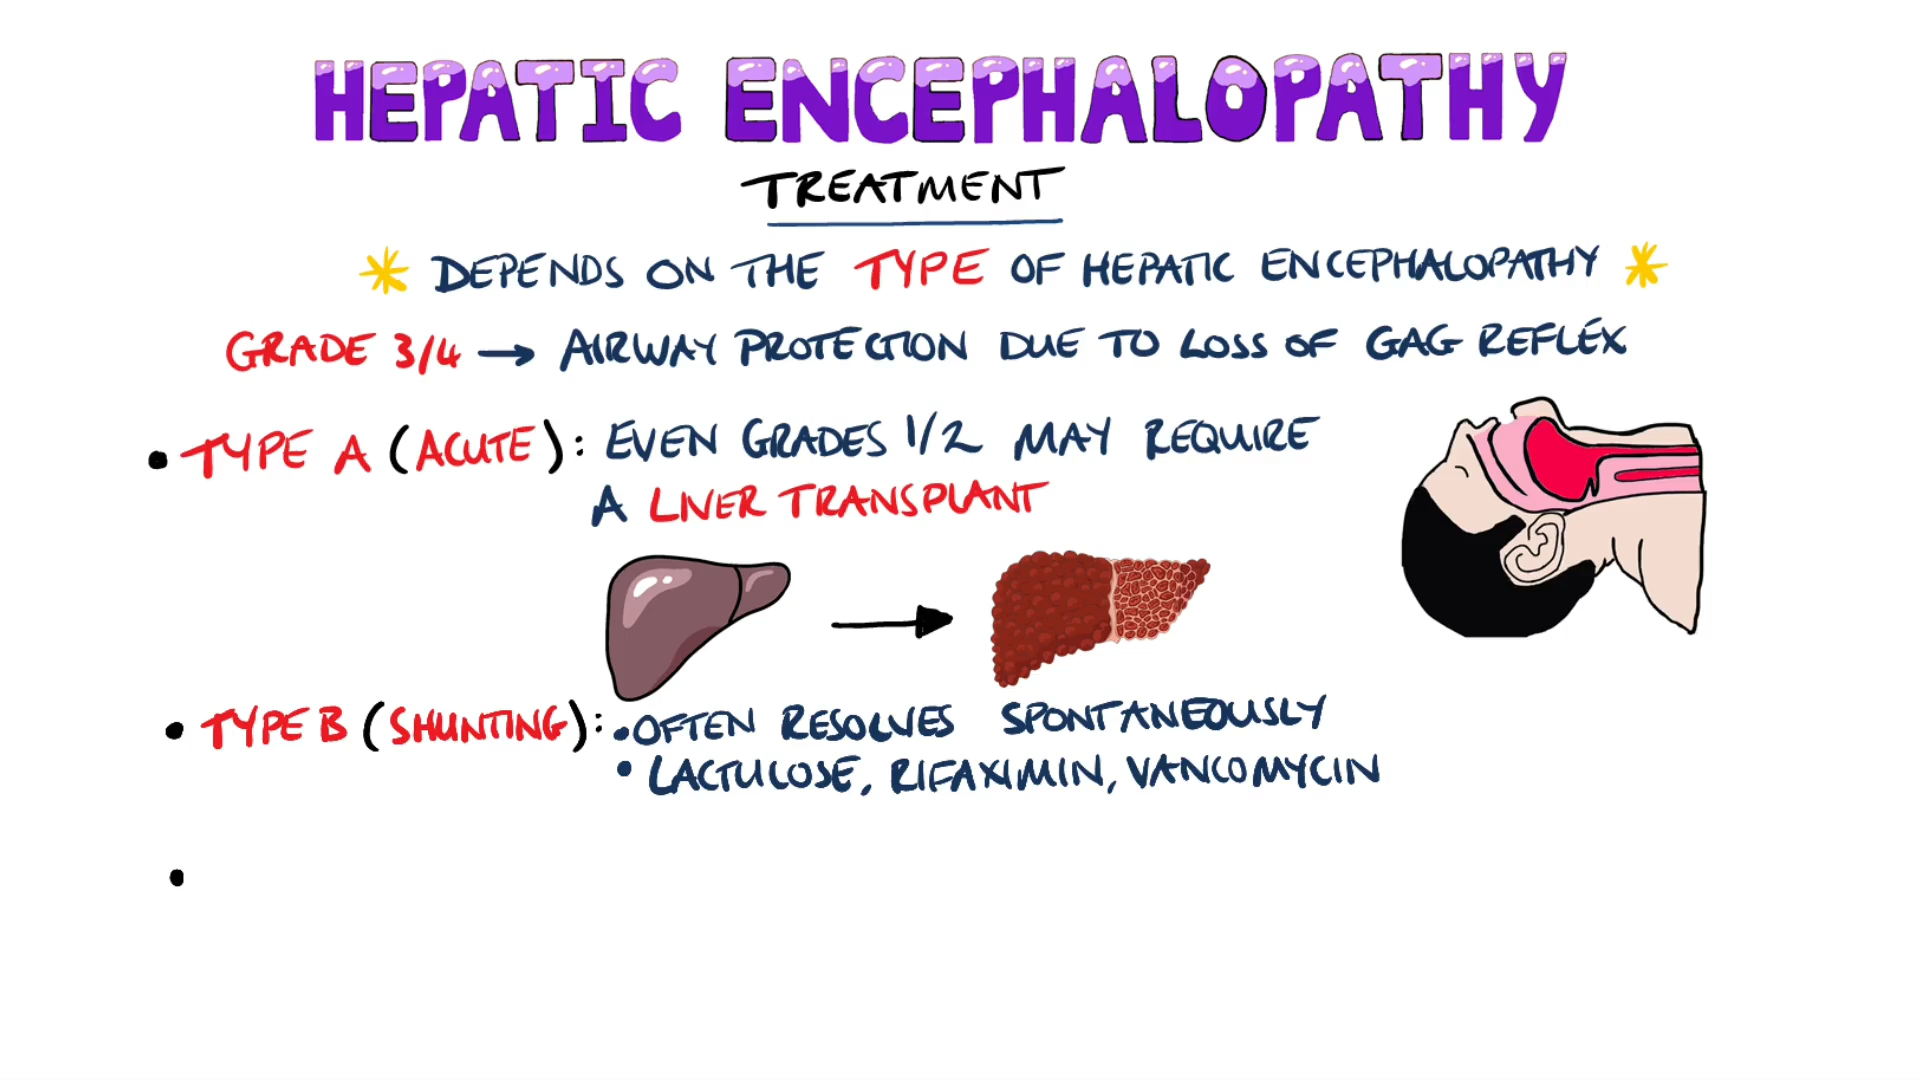 HEPATIC ENCEPHALOPATHY
TREATMENT
* DEPENDS ON THE TYPE OF HEPATIC ENCEPHALOPATHY *
GRADE 3/4 → AIRWAY PROTECTION DUE TO LOSS OF GAG REFLEX
• TYPE A (ACUTE): EVEN GRADES 1/2 MAY REQUIRE
A LIVER TRANSPLANT
• TYPE B (SHUNTING): • OFTEN RESOLVES SPONTANEOUSLY
• LACTULOSE, RIFAXIMIN, VANCOMYCIN
•